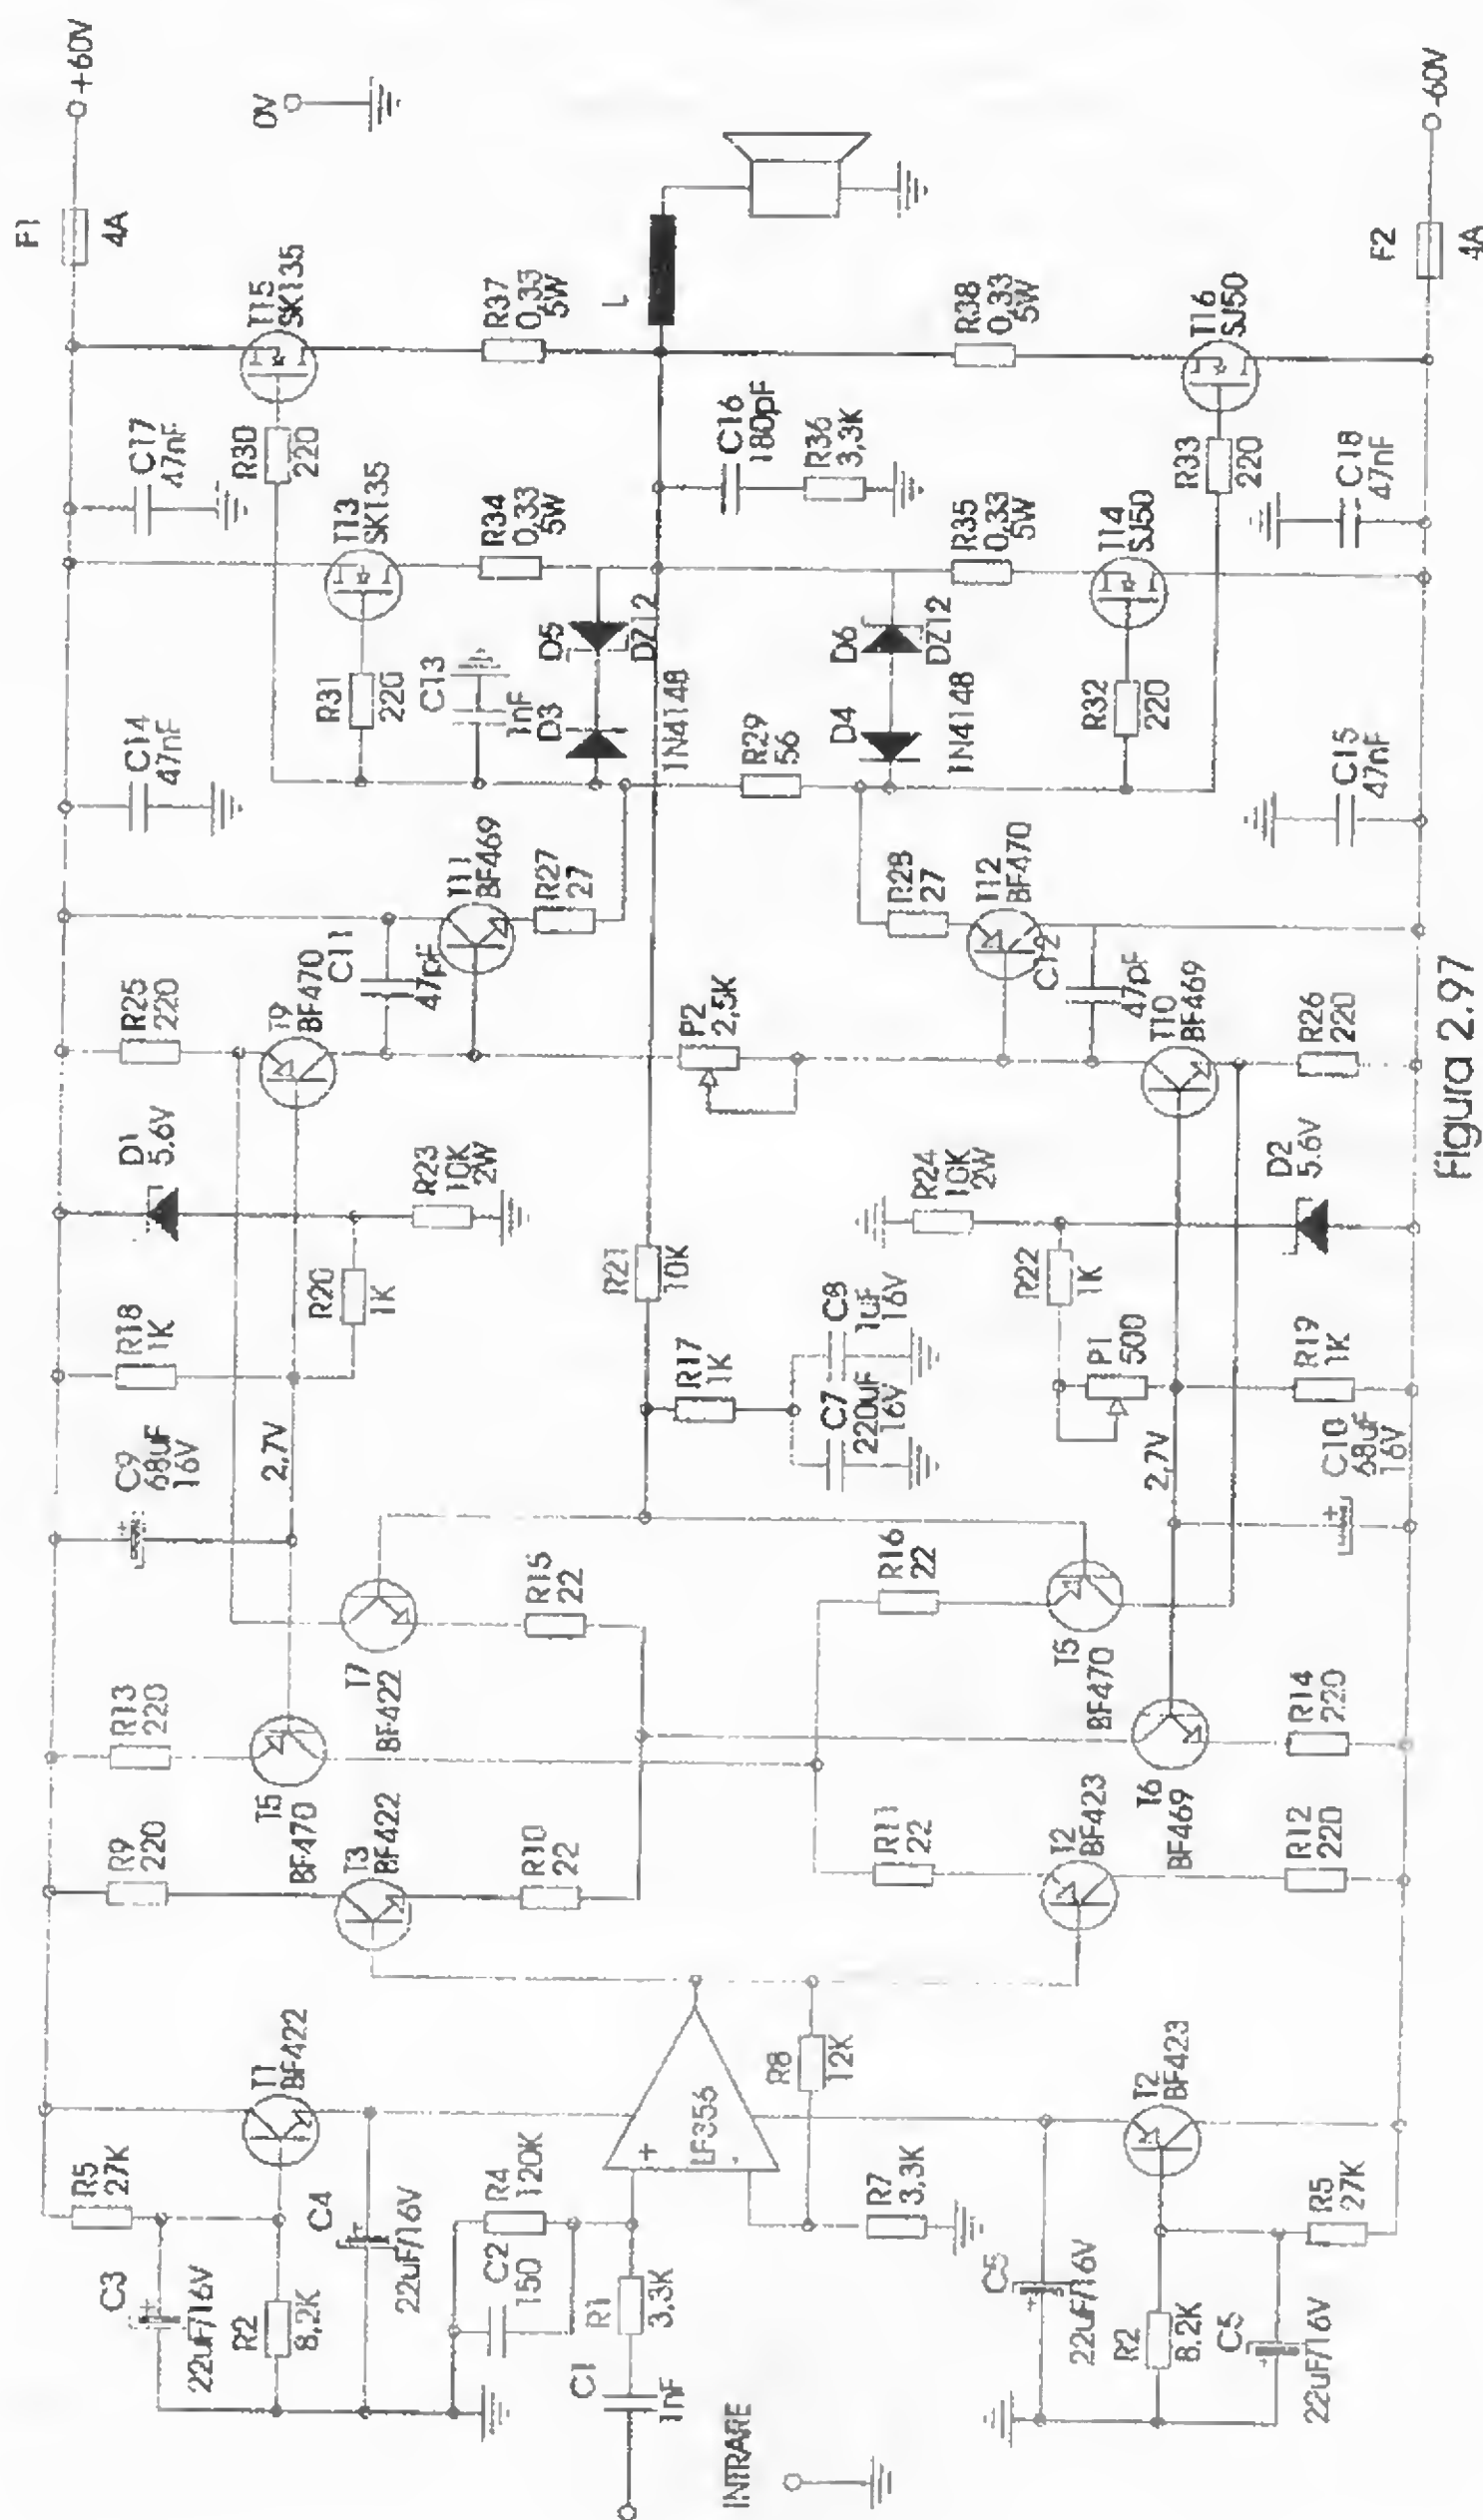 F1
4A
+60V
0V
C17
47nF
T15
SK135
R30
220
R37
0,33
5W
L
T13
SK135
R34
0,33
5W
C16
180pF
R36
3,3K
R38
0,33
5W
T16
SJ50
R33
220
C18
47nF
F2
4A
-60V
C14
47nF
R31
220
C13
1nF
D5
DZ12
D3
1N4148
R35
0,33
5W
T14
SJ50
D6
DZ12
D4
1N4148
R32
220
R29
56
C15
47nF
T11
BF469
R27
27
C11
47pF
R25
220
T9
BF470
P2
2,5K
R28
27
T12
BF470
C12
47pF
T10
BF469
R26
220
D1
5.6V
R23
10K
2W
R20
1K
R18
1K
R21
10K
R17
1K
C8
1uF
16V
C7
220uF
16V
R24
10K
2W
R22
1K
P1
500
D2
5.6V
R19
1K
C9
68uF
16V
2,7V
2,7V
C10
68uF
16V
T7
BF422
R15
22
R16
22
T5
BF470
R13
220
T5
BF470
R9
220
T3
BF422
R10
22
R11
22
T2
BF423
T6
BF469
R14
220
R12
220
R5
27K
T1
BF422
C3
22uF/16V
R2
8,2K
C4
22uF/16V
R4
120K
C2
150
R1
3,3K
C1
1nF
INTRARE
+
LF356
-
R8
12K
R7
3,3K
T2
BF423
C5
22uF/16V
R2
8.2K
C5
22uF/16V
R5
27K
Figura 2.97